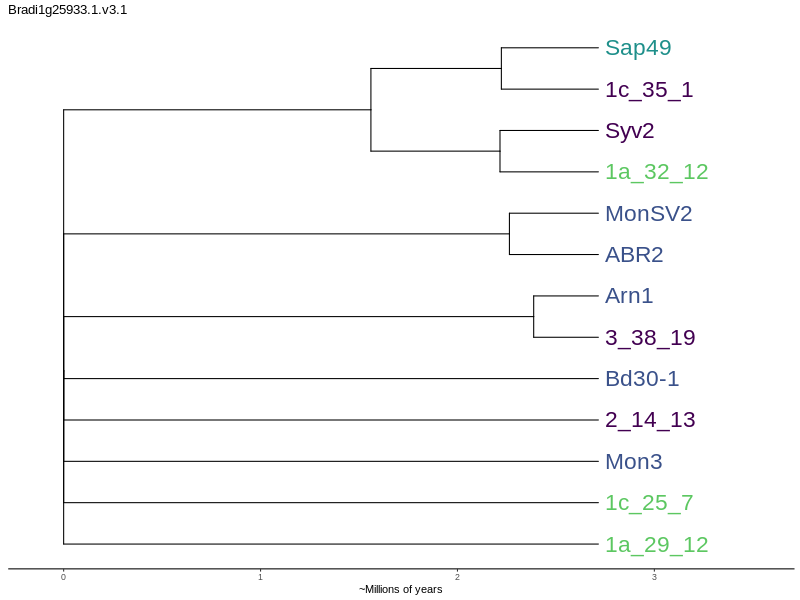 Bradi1g25933.1.v3.1
Sap49
1c_35_1
Syv2
1a_32_12
MonSV2
ABR2
Arn1
3_38_19
Bd30-1
2_14_13
Mon3
1c_25_7
1a_29_12
0 1 2 3
~Millions of years